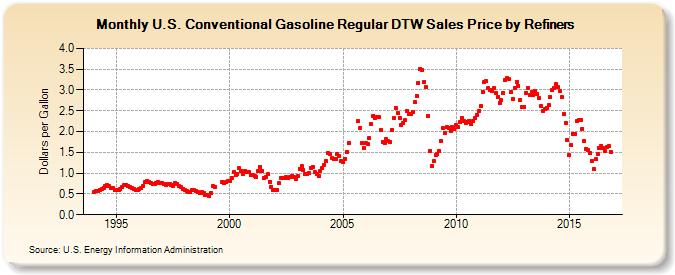 Monthly U.S. Conventional Gasoline Regular DTW Sales Price by Refiners
Dollars per Gallon
4.0
3.5
3.0
2.5
2.0
1.5
1.0
0.5
0.0
1995 2000 2005 2010 2015
Source: U.S. Energy Information Administration